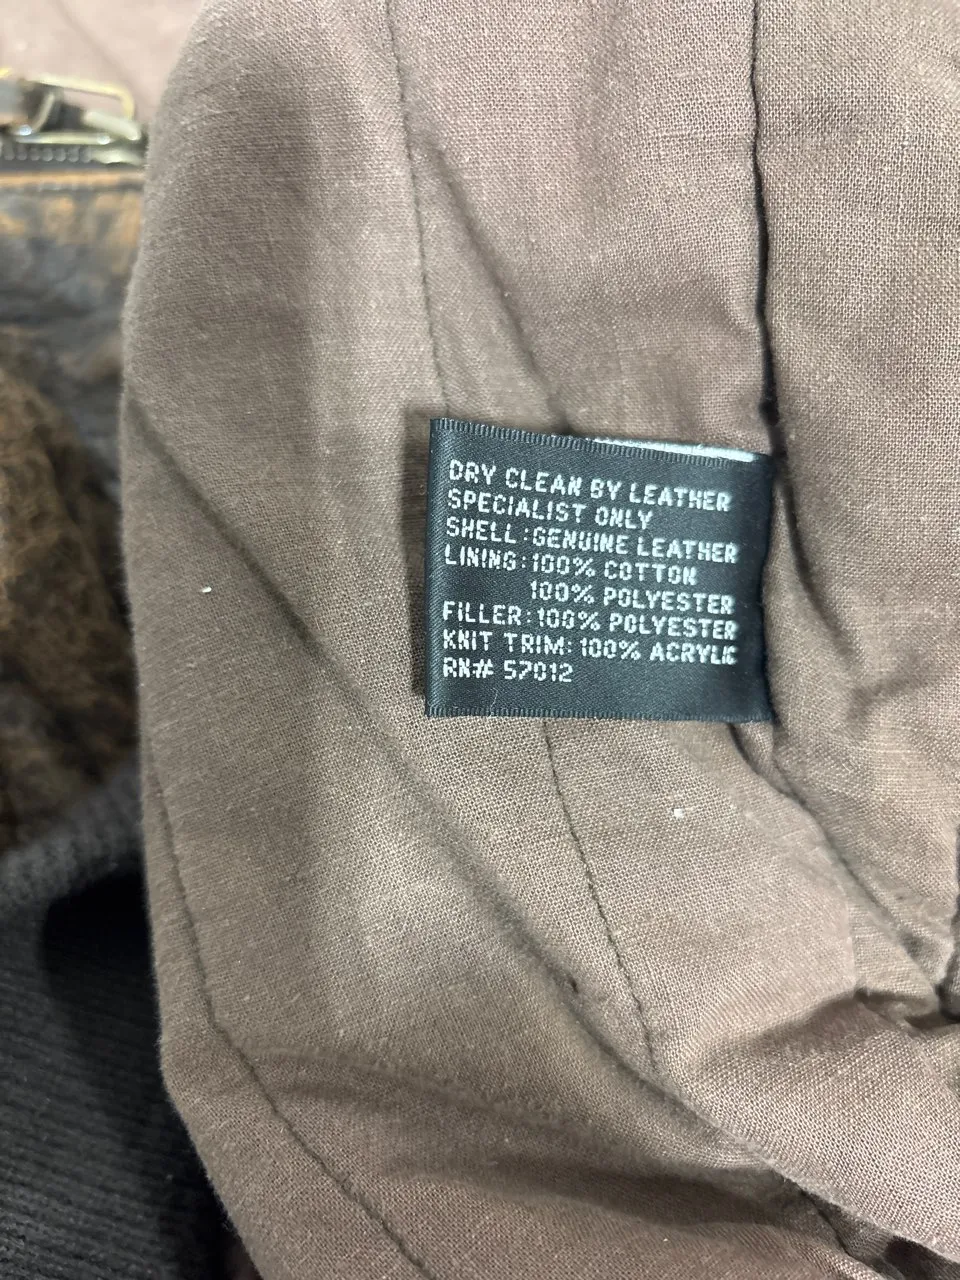 DRY CLEAN BY LEATHER
SPECIALIST ONLY
SHELL:GENUINE LEATHER
LINING:100% COTTON
100% POLYESTER
FILLER:100% POLYESTER
KNIT TRIM:100% ACRYLIC
RN# 57012